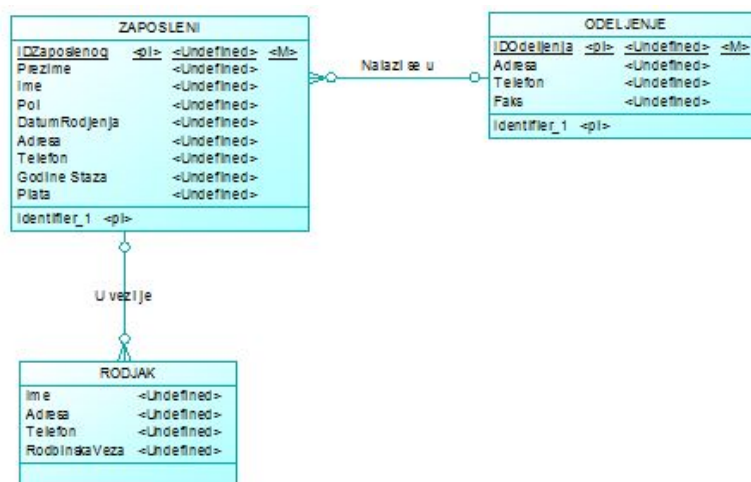 ZAPOSLENI
IDZaposlenog <pi> <Undefined> <M>
Prezime <Undefined>
Ime <Undefined>
Pol <Undefined>
DatumRodjenja <Undefined>
Adresa <Undefined>
Telefon <Undefined>
Godine Staza <Undefined>
Plata <Undefined>
Identifier_1 <pi>
Nalazi se u
ODELJENJE
IDOdeljenja <pi> <Undefined> <M>
Adresa <Undefined>
Telefon <Undefined>
Faks <Undefined>
Identifier_1 <pi>
U vezi je
RODJAK
Ime <Undefined>
Adresa <Undefined>
Telefon <Undefined>
RodbinskaVeza <Undefined>